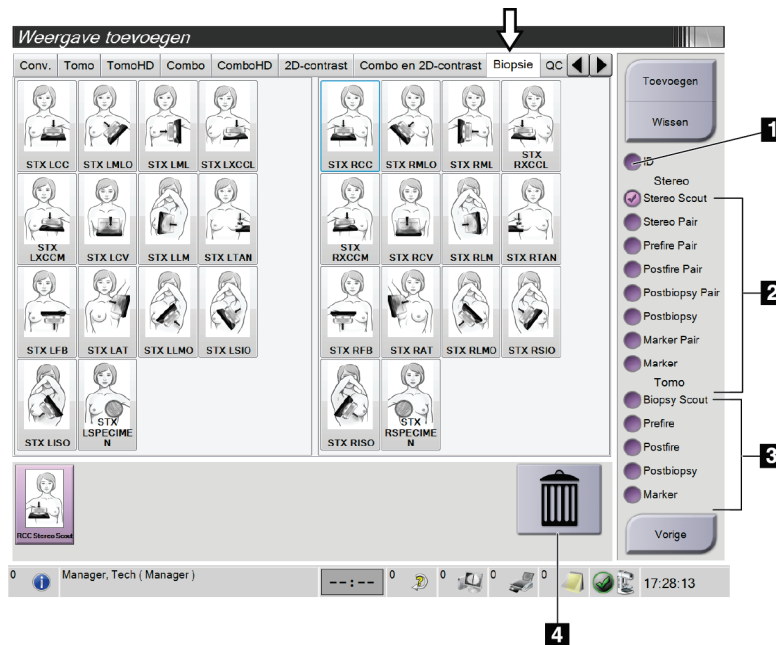 Weergave toevoegen
Conv. Tomo TomoHD Combo ComboHD 2D-contrast Combo en 2D-contrast Biopsie QC
STX LCC
STX LMLO
STX LML
STX LXCCL
STX RCC
STX RMLO
STX RML
STX
RXCCL
STX
LXCCM
STX LCV
STX LLM
STX LTAN
STX
RXCCM
STX RCV
STX RLM
STX RTAN
STX LFB
STX LAT
STX LLMO
STX LSIO
STX RFB
STX RAT
STX RLMO
STX RSIO
STX LISO
STX
LSPECIME
N
STX RISO
STX
RSPECIME
N
RCC Stereo Scout
Toevoegen
Wissen
ID
Stereo
Stereo Scout
Stereo Pair
Prefire Pair
Postfire Pair
Postbiopsy Pair
Postbiopsy
Marker Pair
Marker
Tomo
Biopsy Scout
Prefire
Postfire
Postbiopsy
Marker
Vorige
1
2
3
0 Manager, Tech ( Manager ) --:-- 0 0 0 0 17:28:13
4